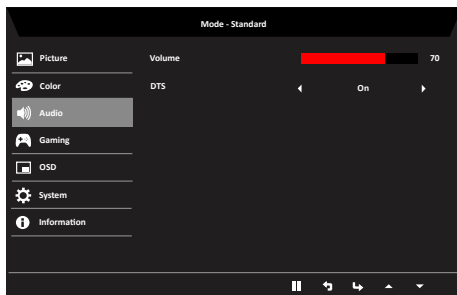 Mode - Standard
Picture
Volume
70
Color
DTS
On
Audio
Gaming
OSD
System
Information